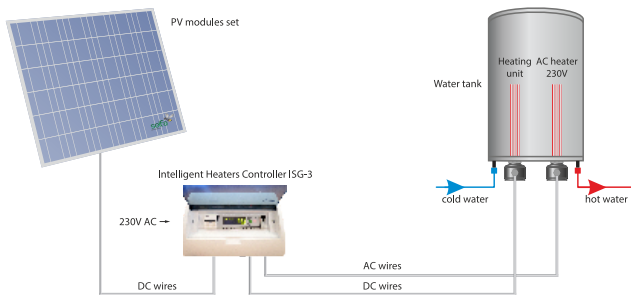 PV modules set
Heating unit
AC heater 230V
Water tank
Intelligent Heaters Controller ISG-3
230V AC →
cold water
hot water
AC wires
DC wires
DC wires